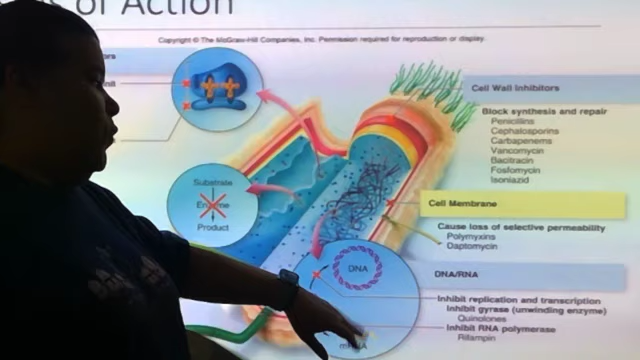 of Action
Copyright © The McGraw-Hill Companies, Inc. Permission required for reproduction or display.
Cell Wall Inhibitors
Block synthesis and repair
Penicillins
Cephalosporins
Carbapenems
Vancomycin
Bacitracin
Fosfomycin
Isoniazid
Substrate
Enzyme
Product
Cell Membrane
Cause loss of selective permeability
Polymyxins
Daptomycin
DNA
DNA/RNA
Inhibit replication and transcription
Inhibit gyrase (unwinding enzyme)
Quinolones
Inhibit RNA polymerase
Rifampin
mRNA